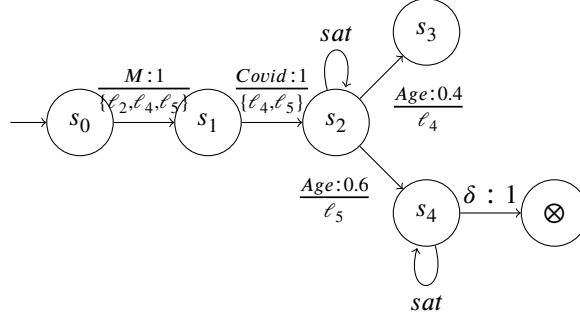 sat
s₃
M:1
{ℓ₂,ℓ₄,ℓ₅}
Covid:1
{ℓ₄,ℓ₅}
s₀
s₁
s₂
Age:0.4
ℓ₄
Age:0.6
ℓ₅
s₄
δ : 1
⊗
sat